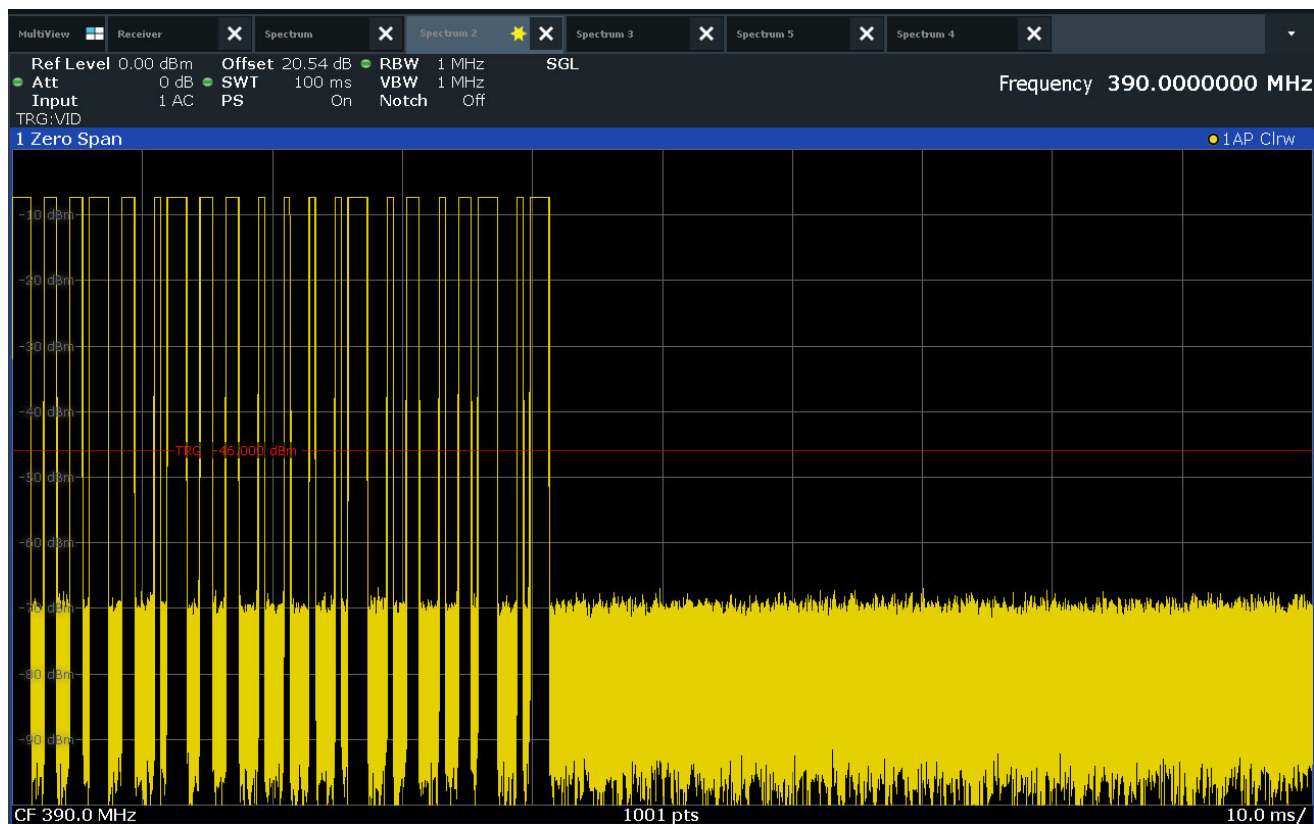 MultiView Receiver Spectrum Spectrum 2 Spectrum 3 Spectrum 5 Spectrum 4
Ref Level 0.00 dBm Offset 20.54 dB RBW 1 MHz SGL
Att 0 dB SWT 100 ms VBW 1 MHz Frequency 390.0000000 MHz
Input 1 AC PS On Notch Off
TRG:VID
1 Zero Span 1AP Clrw
-10 dBm
-20 dBm
-30 dBm
-40 dBm
TRG -46.000 dBm
-50 dBm
-60 dBm
-70 dBm
-80 dBm
-90 dBm
CF 390.0 MHz 1001 pts 10.0 ms/